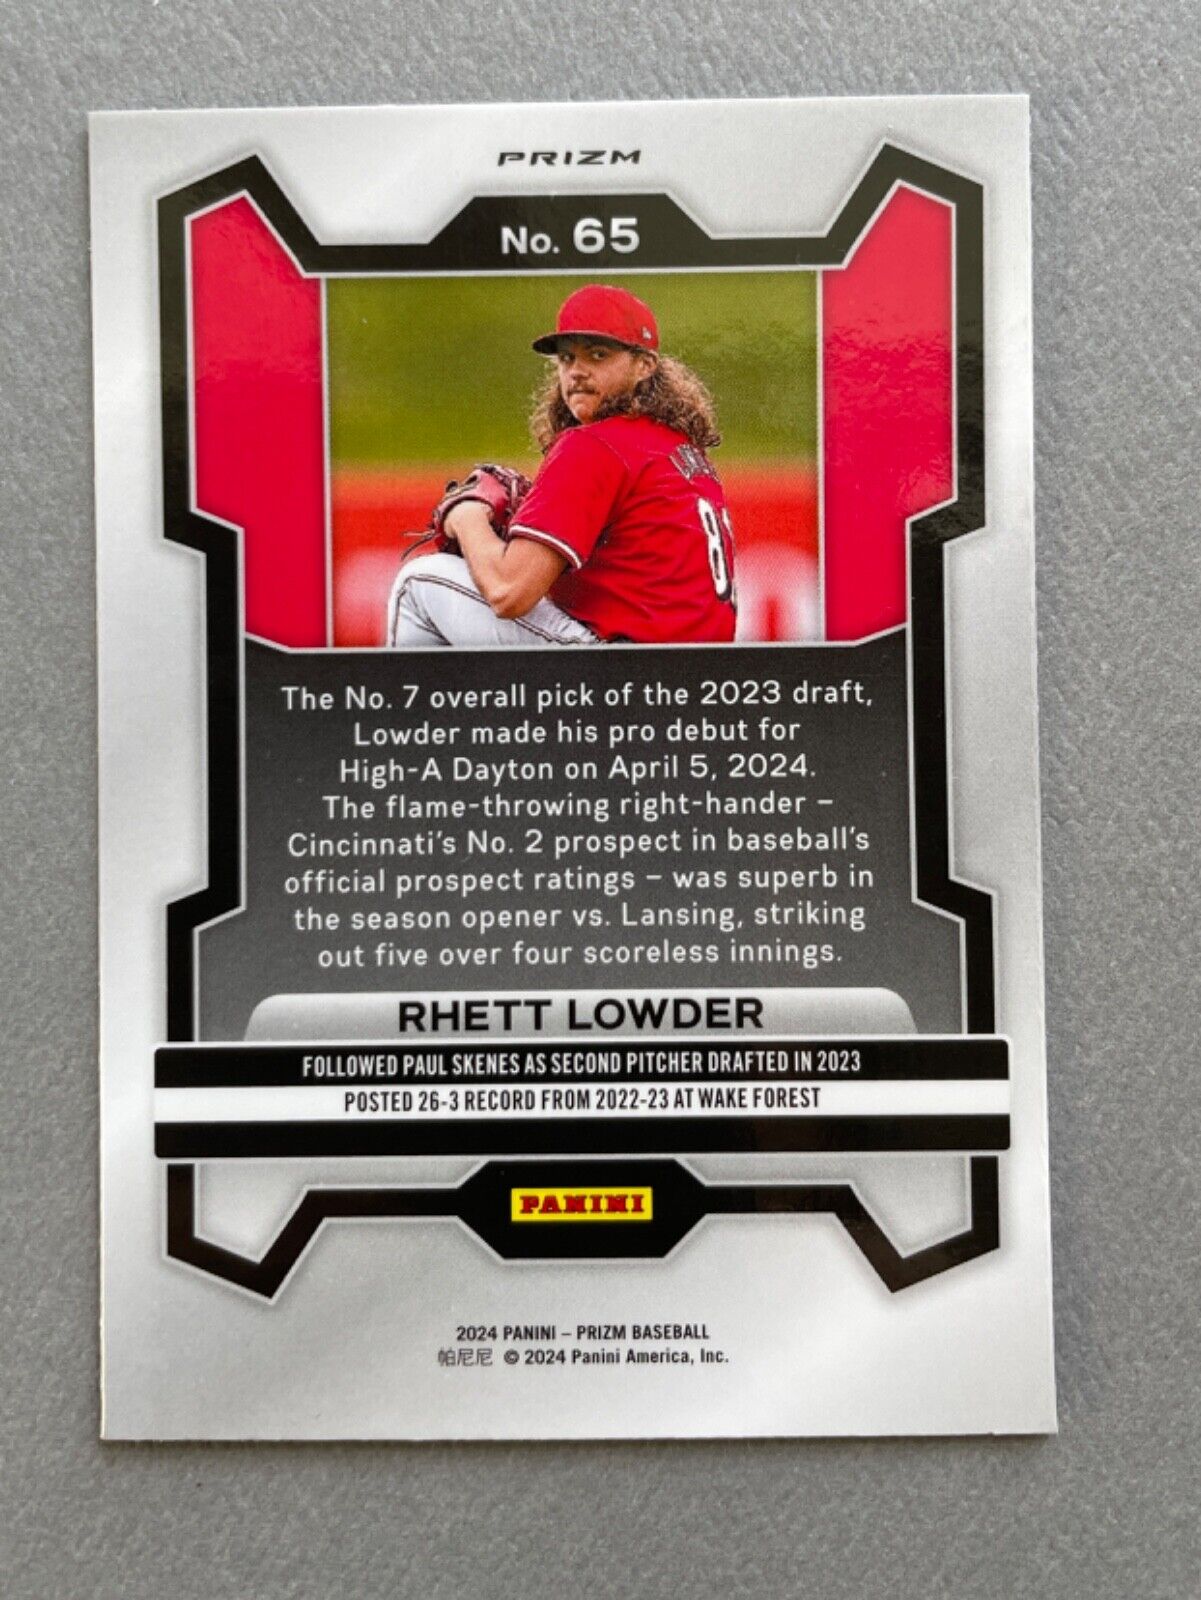 PRIZM
No. 65
The No. 7 overall pick of the 2023 draft,
Lowder made his pro debut for
High-A Dayton on April 5, 2024.
The flame-throwing right-hander –
Cincinnati's No. 2 prospect in baseball's
official prospect ratings – was superb in
the season opener vs. Lansing, striking
out five over four scoreless innings.
RHETT LOWDER
FOLLOWED PAUL SKENES AS SECOND PITCHER DRAFTED IN 2023
POSTED 26-3 RECORD FROM 2022-23 AT WAKE FOREST
PANINI
2024 PANINI – PRIZM BASEBALL
帕尼尼 © 2024 Panini America, Inc.